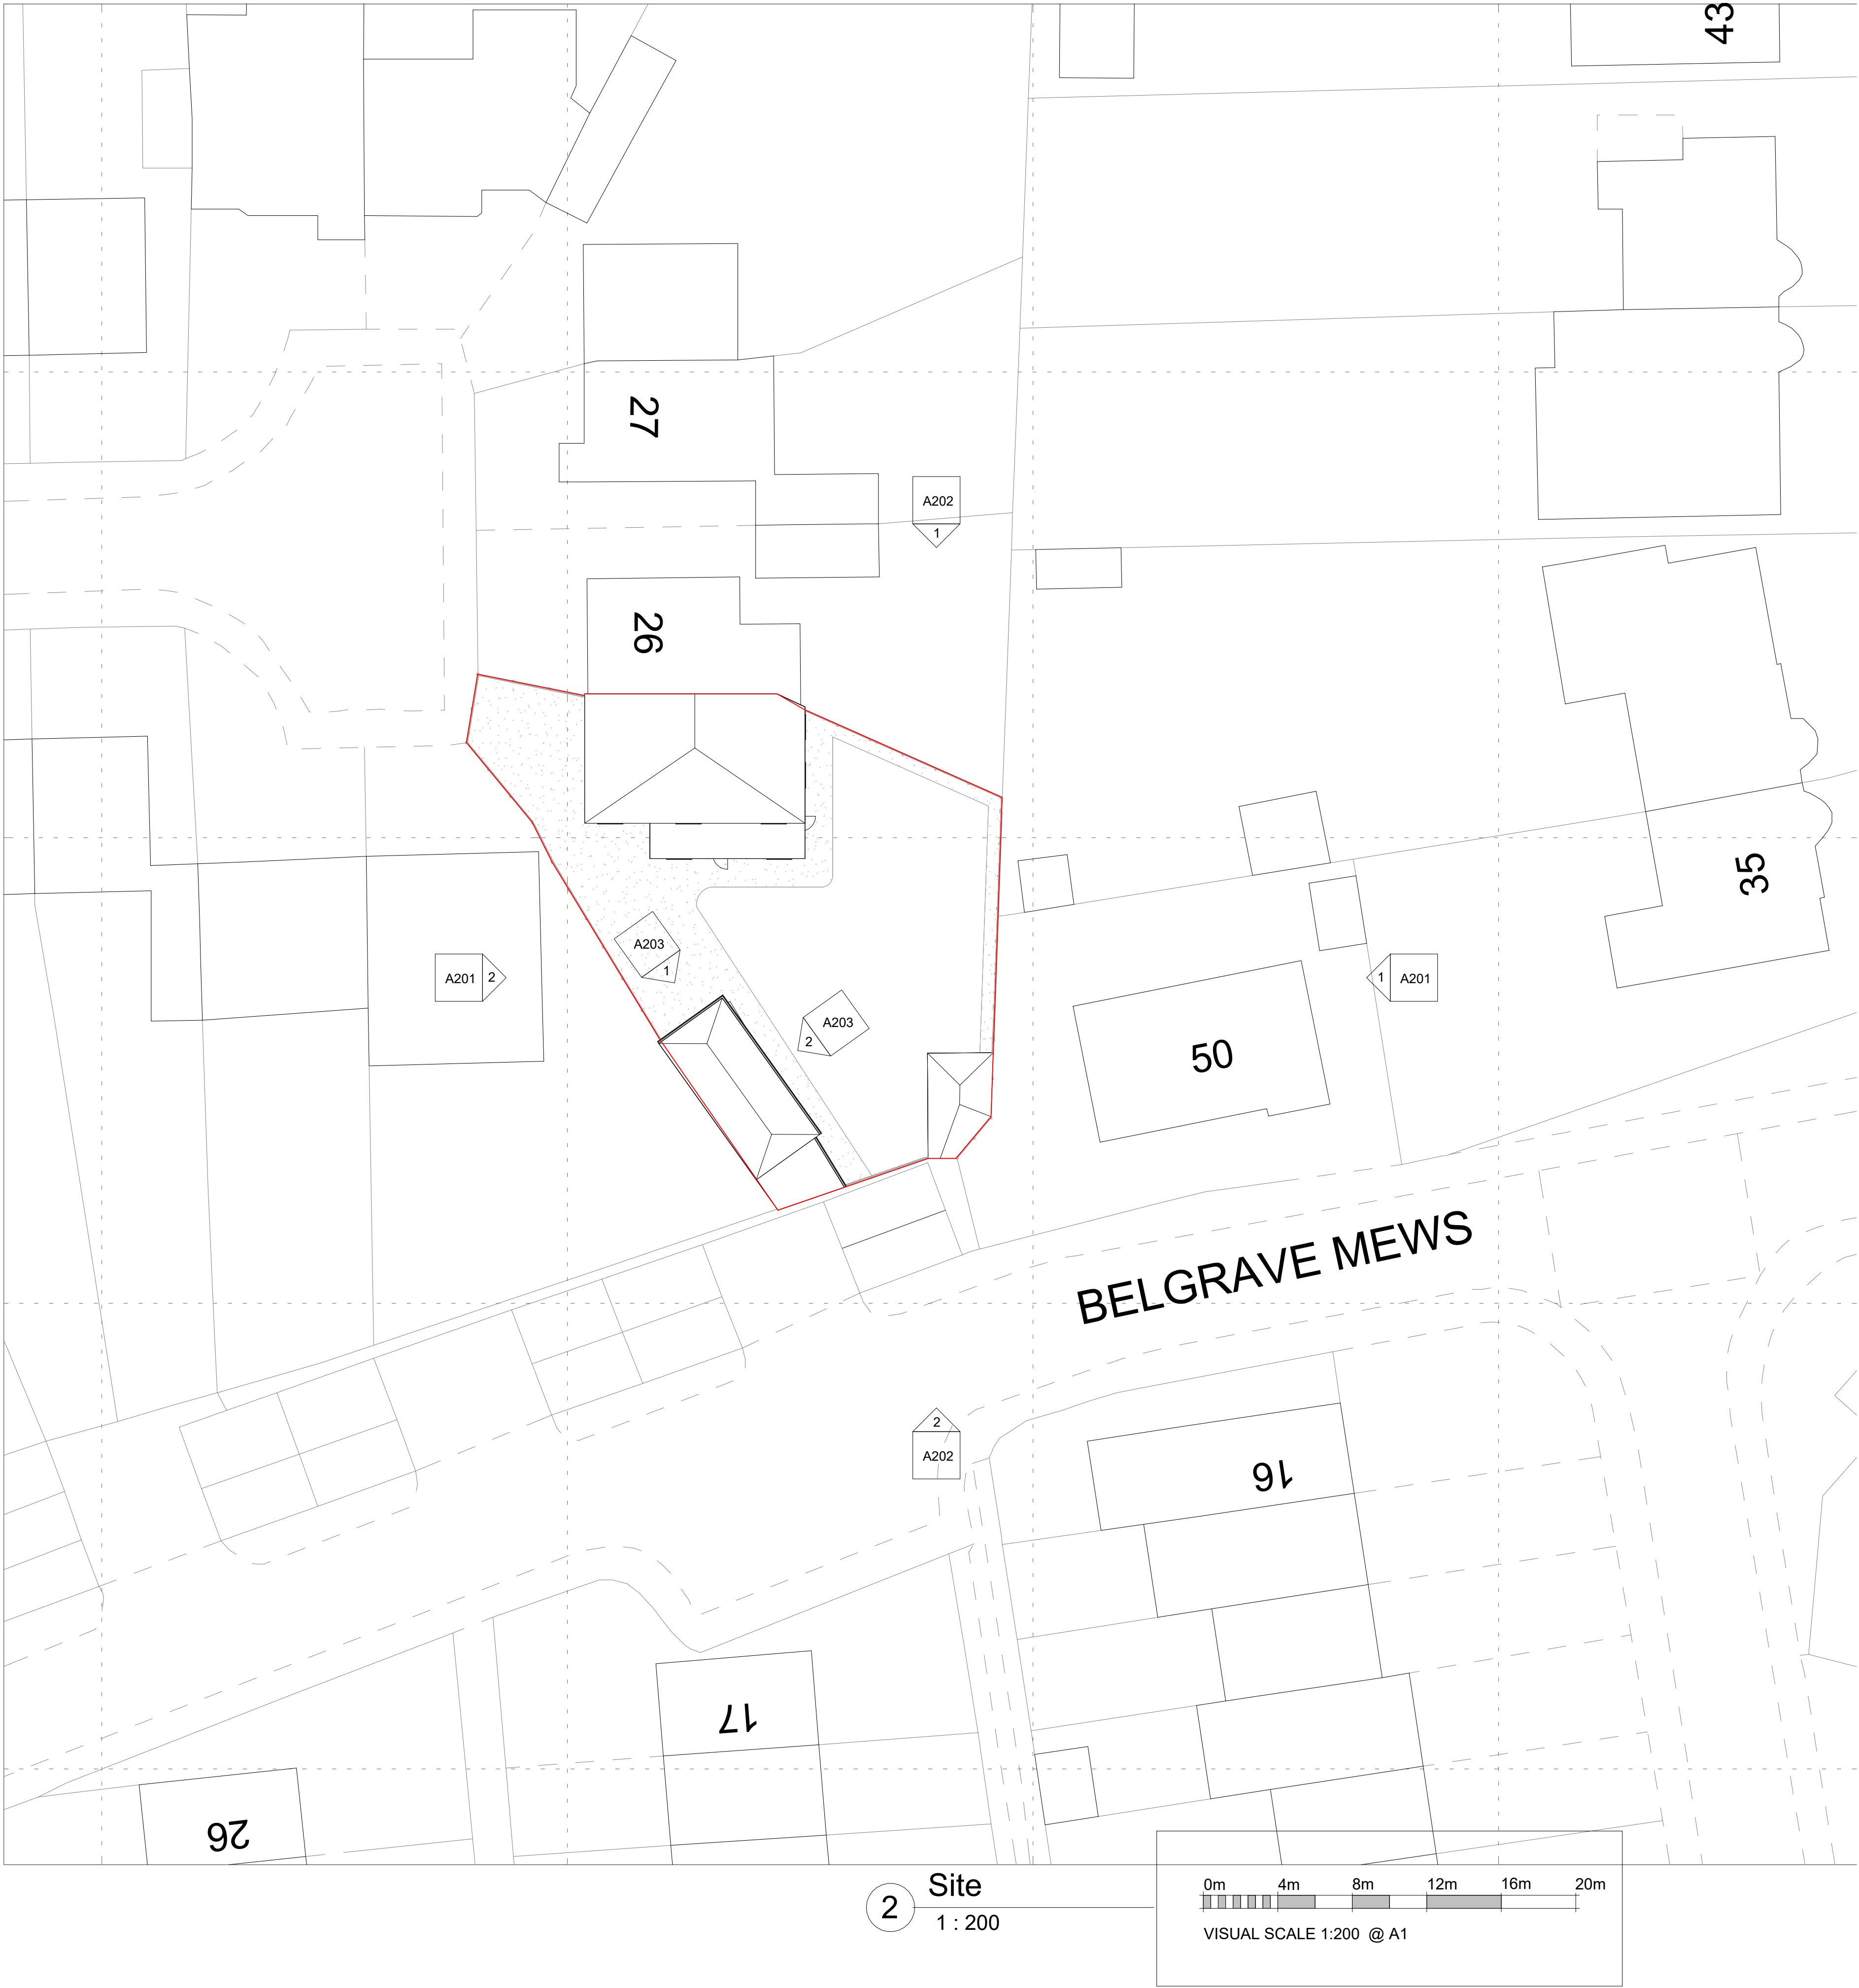 43
27
A202
1
26
35
A203
1
A201 2
1 A201
A203
2
50
BELGRAVE MEWS
2
A202
16
17
26
2 Site
1 : 200
0m 4m 8m 12m 16m 20m
VISUAL SCALE 1:200 @ A1